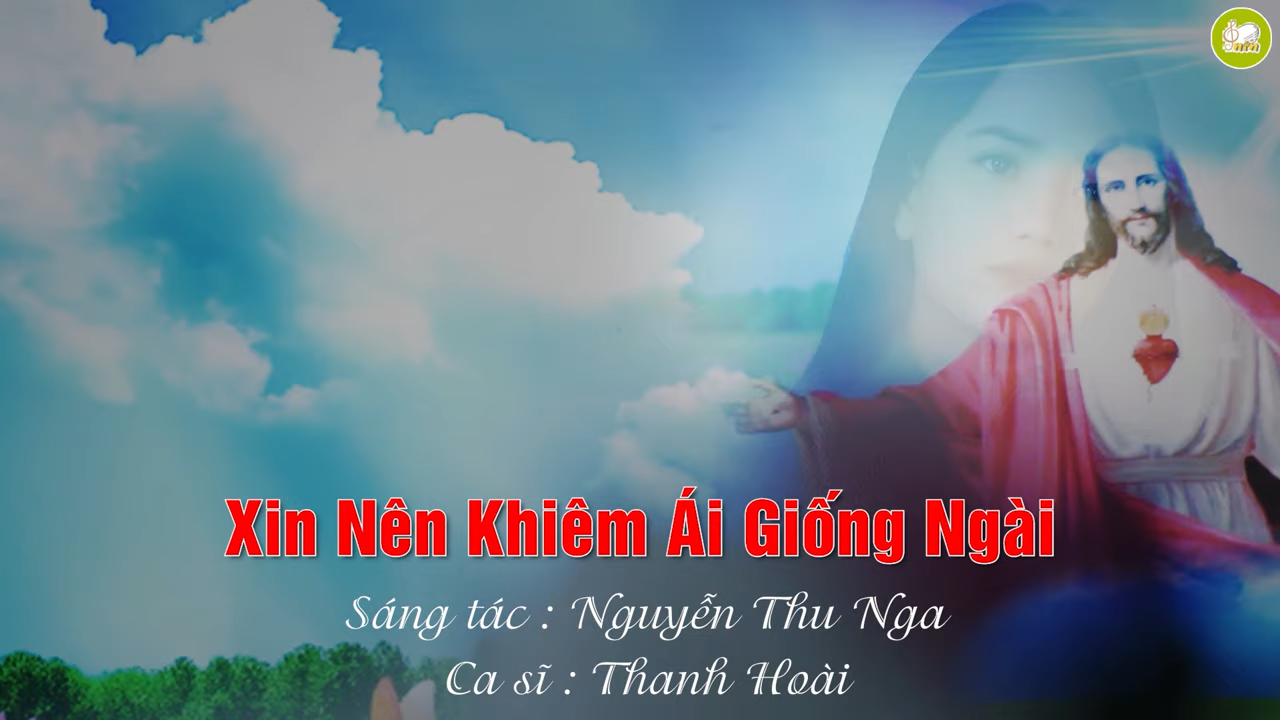 Xin Nên Khiêm Ái Giống Ngài
Sáng tác : Nguyễn Thu Nga
Ca sĩ : Thanh Hoài